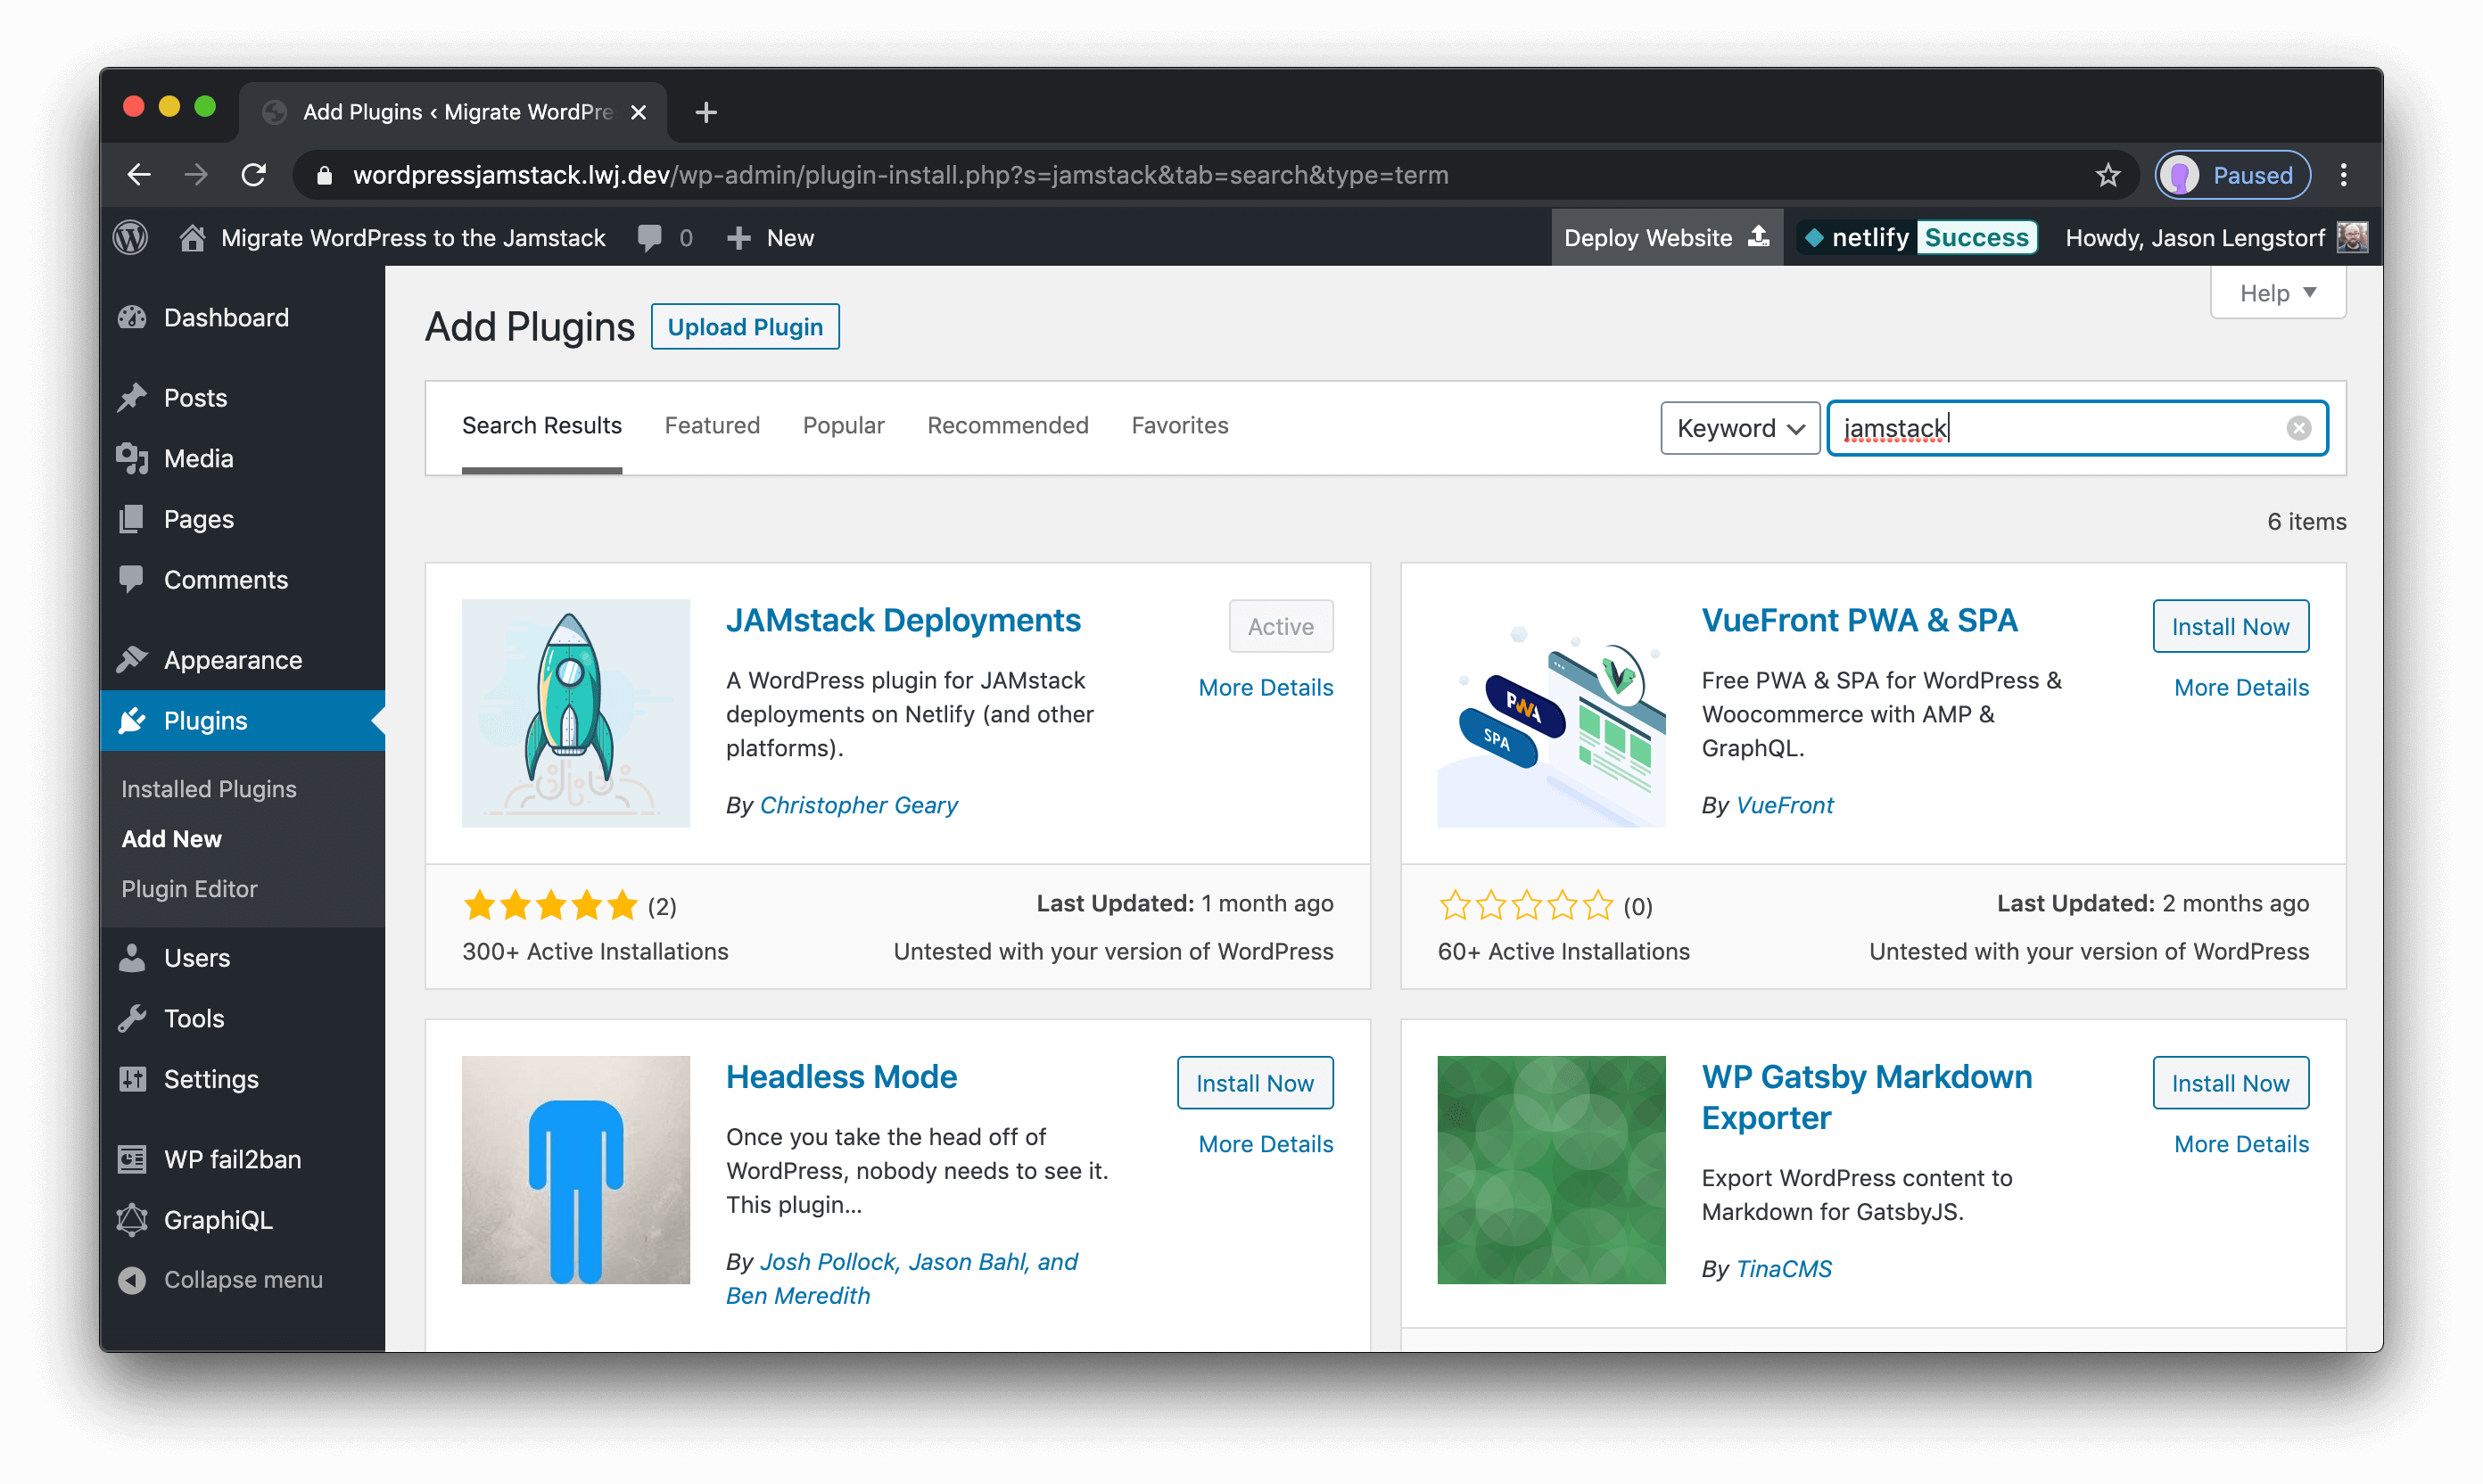 Add Plugins ‹ Migrate WordPre
wordpressjamstack.lwj.dev/wp-admin/plugin-install.php?s=jamstack&tab=search&type=term
Paused
Migrate WordPress to the Jamstack
0
New
Deploy Website
netlify Success
Howdy, Jason Lengstorf
Dashboard
Posts
Media
Pages
Comments
Appearance
Plugins
Installed Plugins
Add New
Plugin Editor
Users
Tools
Settings
WP fail2ban
GraphiQL
Collapse menu
Help
Add Plugins
Upload Plugin
Search Results
Featured
Popular
Recommended
Favorites
Keyword
jamstack
6 items
JAMstack Deployments
Active
More Details
A WordPress plugin for JAMstack
deployments on Netlify (and other
platforms).
By Christopher Geary
(2)
Last Updated: 1 month ago
300+ Active Installations
Untested with your version of WordPress
PWA
SPA
VueFront PWA & SPA
Install Now
More Details
Free PWA & SPA for WordPress &
Woocommerce with AMP &
GraphQL.
By VueFront
(0)
Last Updated: 2 months ago
60+ Active Installations
Untested with your version of WordPress
Headless Mode
Install Now
More Details
Once you take the head off of
WordPress, nobody needs to see it.
This plugin...
By Josh Pollock, Jason Bahl, and
Ben Meredith
WP Gatsby Markdown
Exporter
Install Now
More Details
Export WordPress content to
Markdown for GatsbyJS.
By TinaCMS